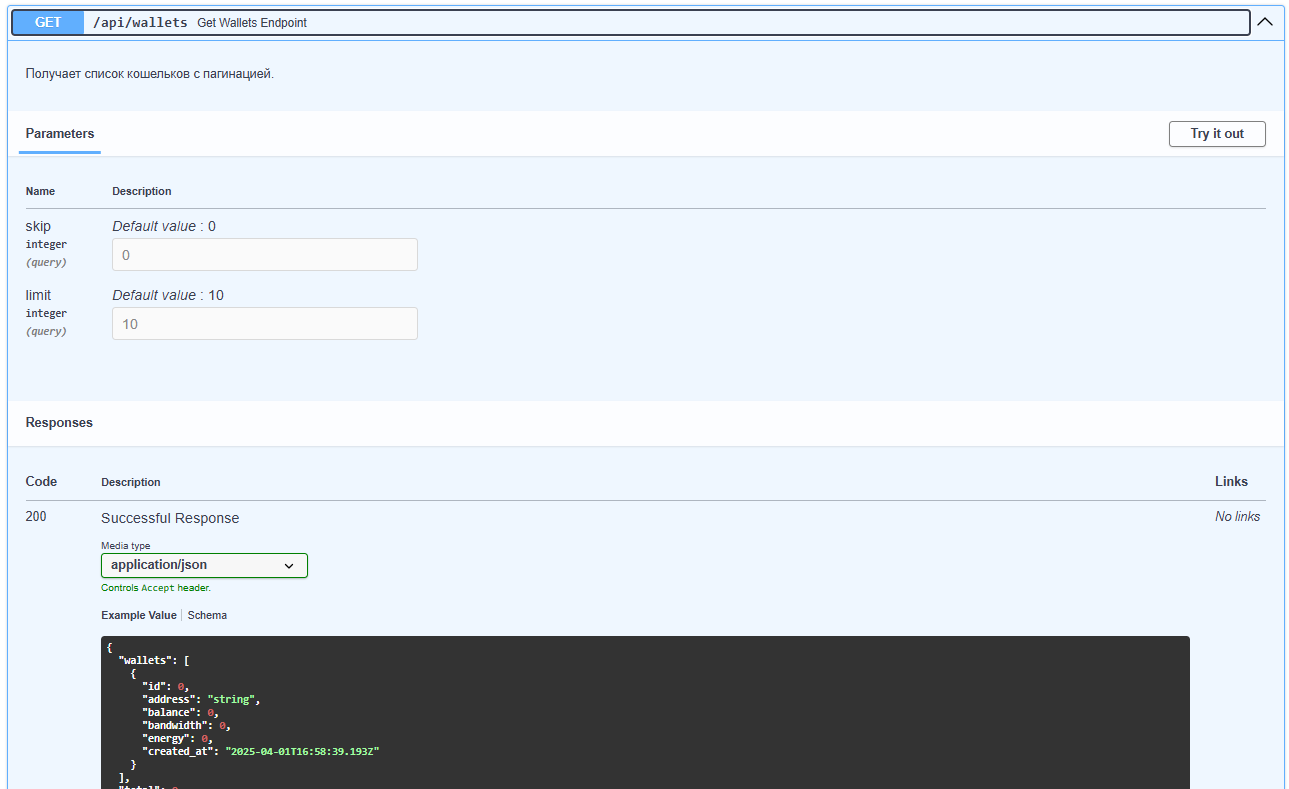 GET /api/wallets Get Wallets Endpoint
Получает список кошельков с пагинацией.
Parameters
Try it out
Name Description
skip
integer
(query)
Default value : 0
0
limit
integer
(query)
Default value : 10
10
Responses
Code Description Links
200 Successful Response No links
Media type
application/json
Controls Accept header.
Example Value Schema
{
"wallets": [
{
"id": 0,
"address": "string",
"balance": 0,
"bandwidth": 0,
"energy": 0,
"created_at": "2025-04-01T16:58:39.193Z"
}
],